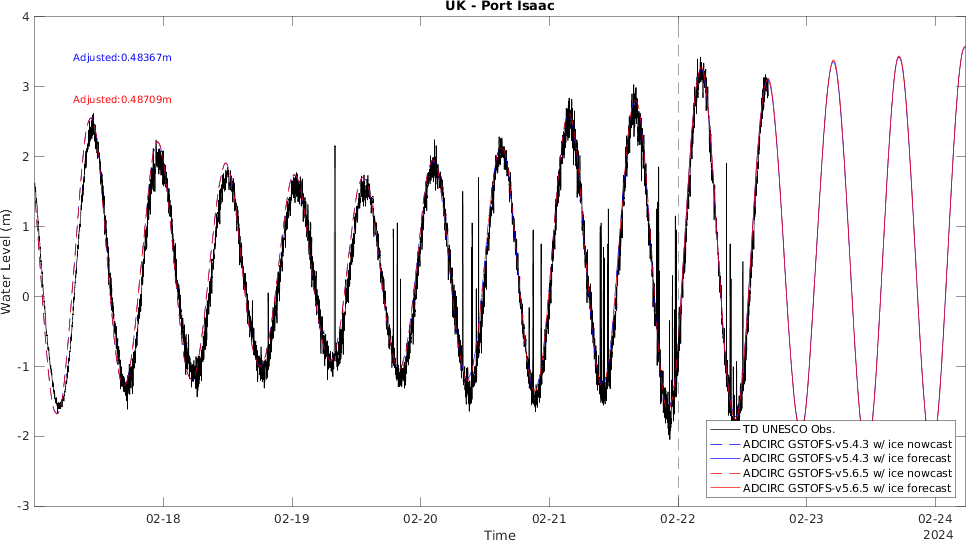 UK - Port Isaac
4
3
2
1
0
-1
-2
-3
Water Level (m)
Adjusted:0.48367m
Adjusted:0.48709m
TD UNESCO Obs.
ADCIRC GSTOFS-v5.4.3 w/ ice nowcast
ADCIRC GSTOFS-v5.4.3 w/ ice forecast
ADCIRC GSTOFS-v5.6.5 w/ ice nowcast
ADCIRC GSTOFS-v5.6.5 w/ ice forecast
02-18 02-19 02-20 02-21 02-22 02-23 02-24
Time
2024